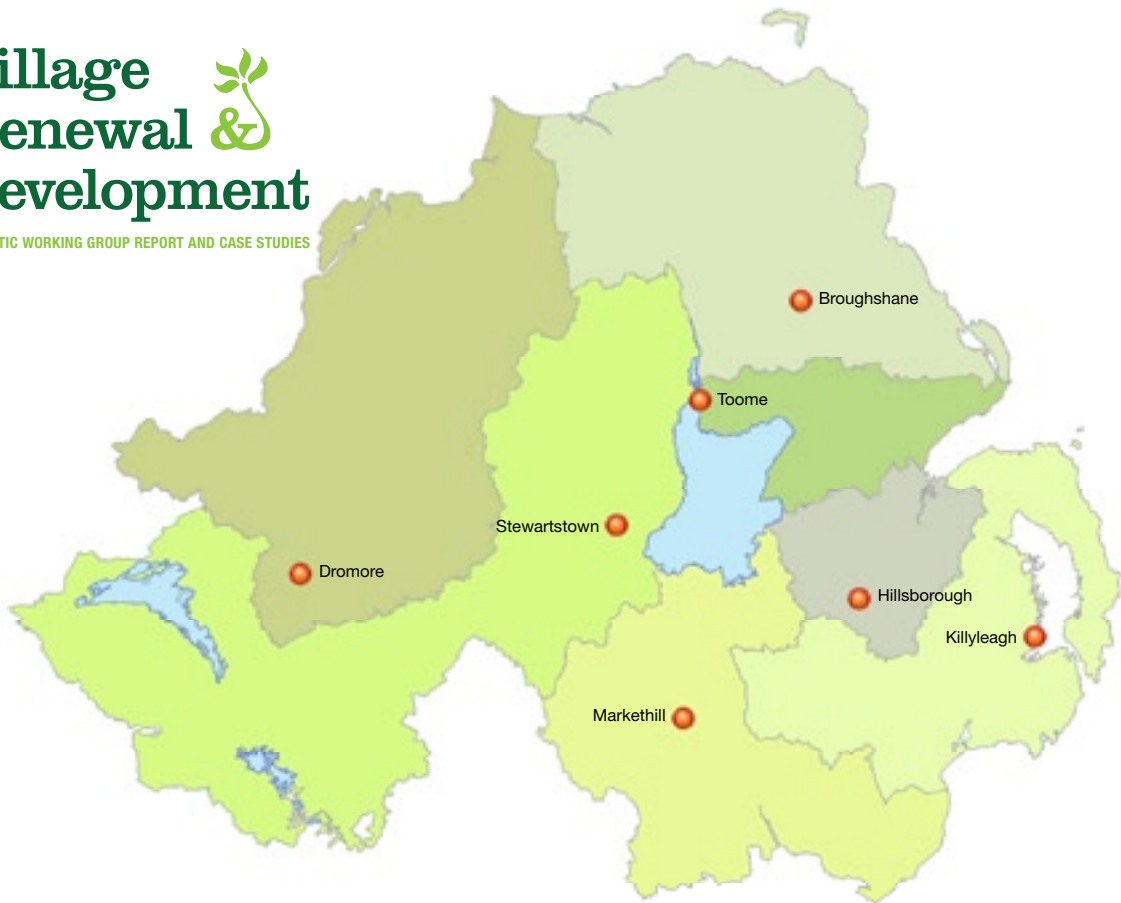 illage
enewal &
evelopment
TIC WORKING GROUP REPORT AND CASE STUDIES
Broughshane
Toome
Stewartstown
Dromore
Hillsborough
Killyleagh
Markethill